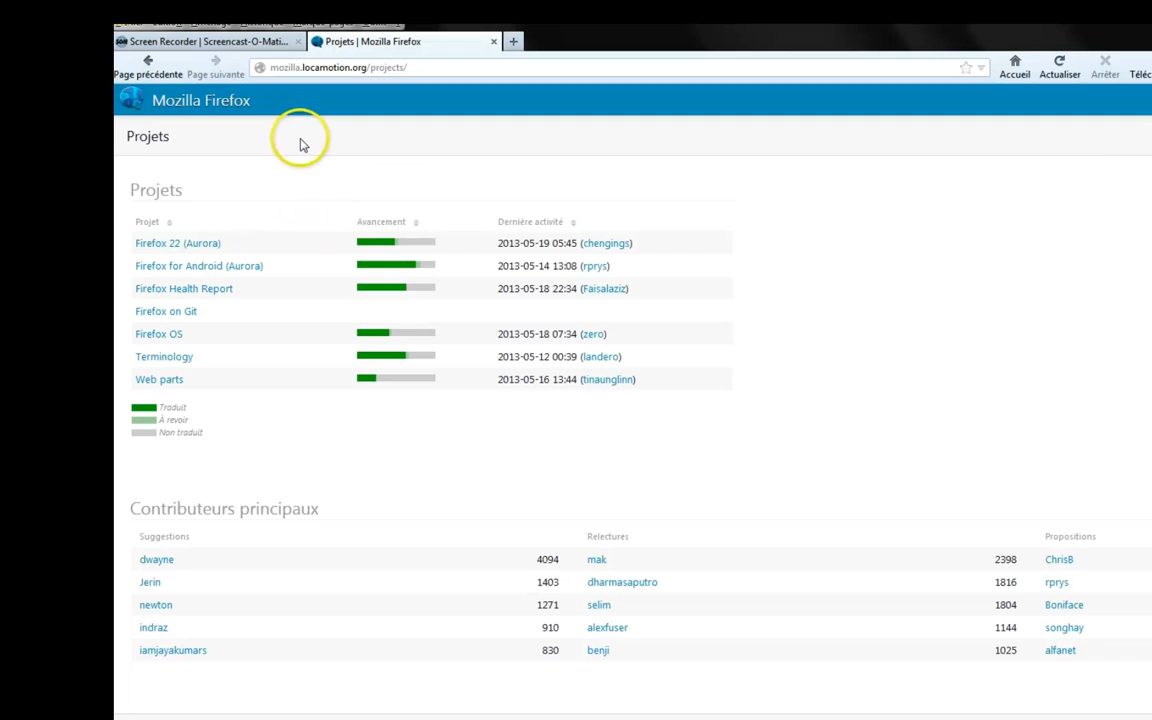 Screen Recorder | Screencast-O-Mati... × Projets | Mozilla Firefox × +
Page précédente Page suivante mozilla.locamotion.org/projects/ Accueil Actualiser Arrêter Téléc
Mozilla Firefox
Projets
Projets
Projet Avancement Derniére activité
Firefox 22 (Aurora) 2013-05-19 05:45 (chengings)
Firefox for Android (Aurora) 2013-05-14 13:08 (rprys)
Firefox Health Report 2013-05-18 22:34 (Faisalaziz)
Firefox on Git
Firefox OS 2013-05-18 07:34 (zero)
Terminology 2013-05-12 00:39 (landero)
Web parts 2013-05-16 13:44 (tinaunglinn)
Traduit
À revoir
Non traduit
Contributeurs principaux
Suggestions Relectures Propositions
dwayne 4094 mak 2398 ChrisB
Jerin 1403 dharmasaputro 1816 rprys
newton 1271 selim 1804 Boniface
indraz 910 alexfuser 1144 songhay
iamjayakumars 830 benji 1025 alfanet